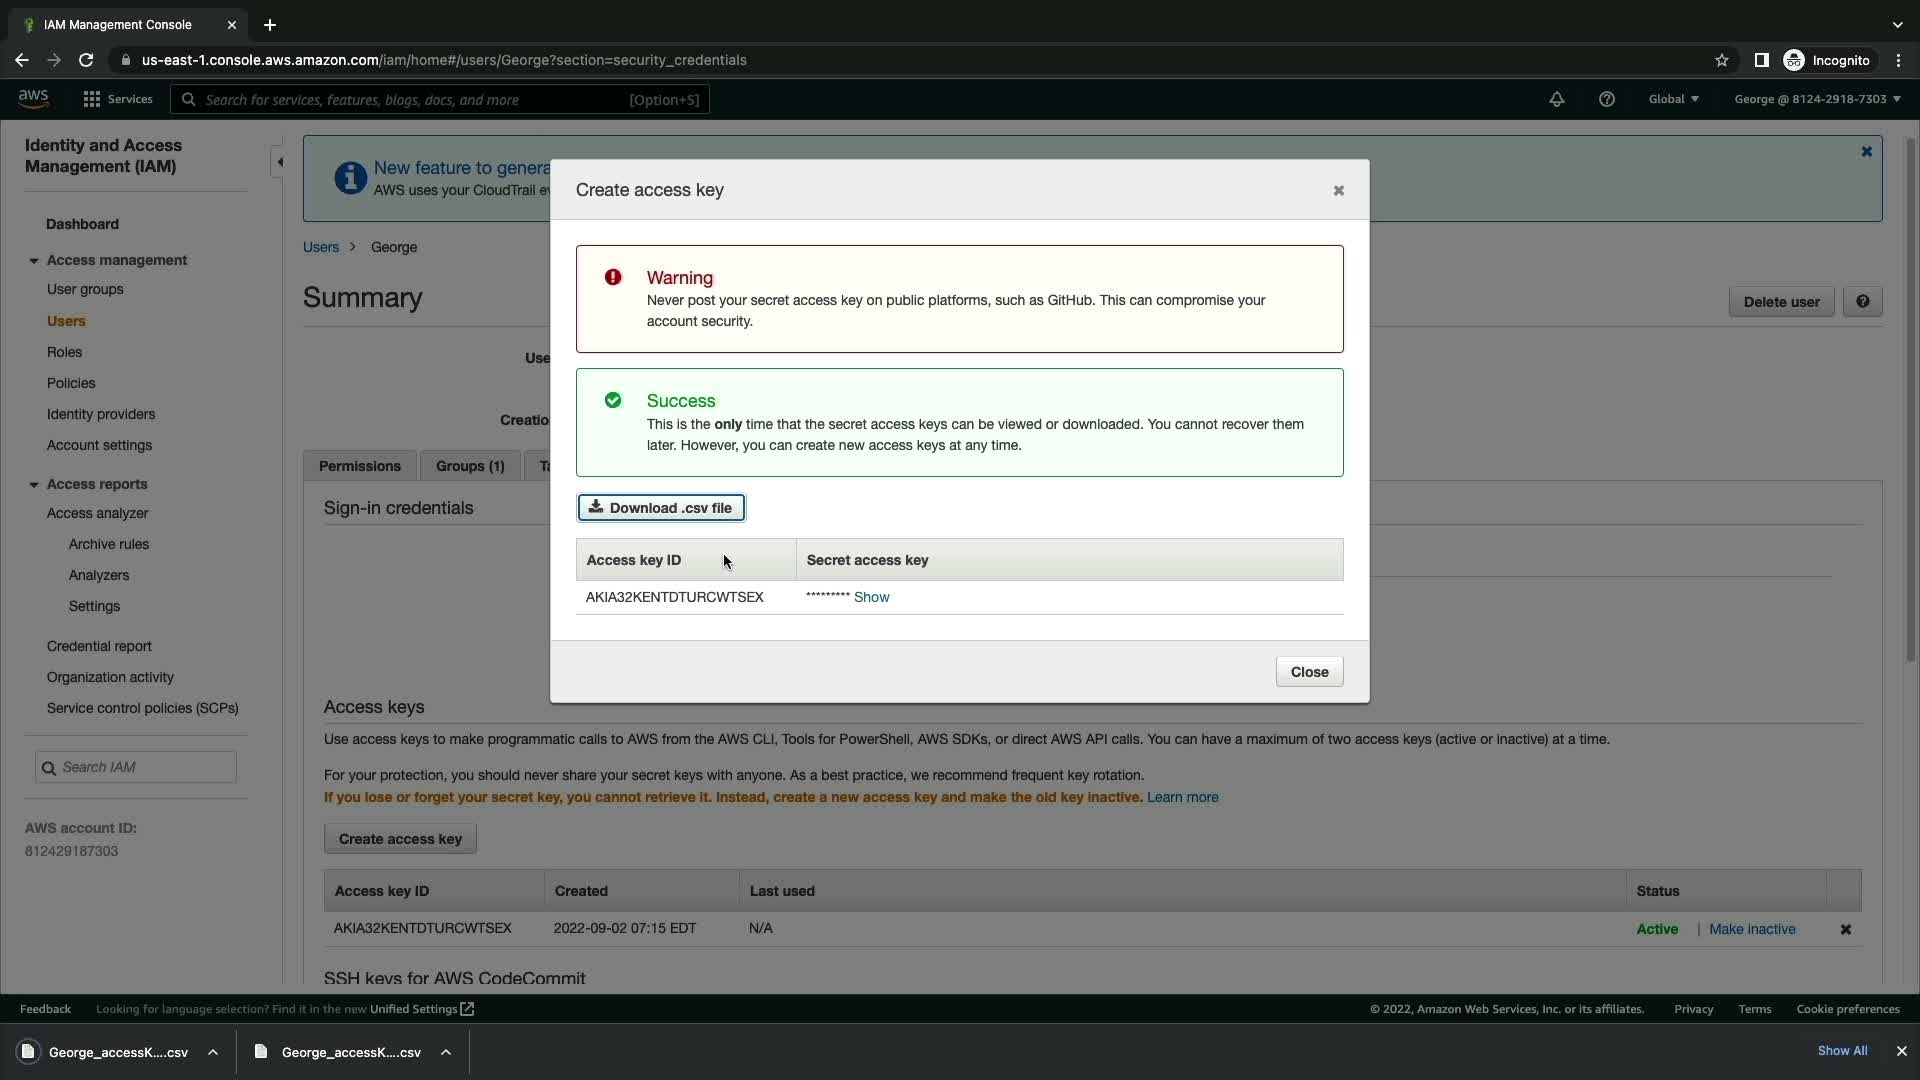 IAM Management Console
us-east-1.console.aws.amazon.com/iam/home#/users/George?section=security_credentials
Incognito
aws
Services
Search for services, features, blogs, docs, and more
[Option+S]
Global
George @ 8124-2918-7303
Identity and Access
Management (IAM)
Dashboard
Access management
User groups
Users
Roles
Policies
Identity providers
Account settings
Access reports
Access analyzer
Archive rules
Analyzers
Settings
Credential report
Organization activity
Service control policies (SCPs)
Search IAM
AWS account ID:
812429187303
New feature to genera
AWS uses your CloudTrail ev
Users > George
Summary
Delete user
Use
Creatio
Permissions
Groups (1)
Ta
Sign-in credentials
Create access key
Warning
Never post your secret access key on public platforms, such as GitHub. This can compromise your
account security.
Success
This is the only time that the secret access keys can be viewed or downloaded. You cannot recover them
later. However, you can create new access keys at any time.
Download .csv file
Access key ID
Secret access key
AKIA32KENTDTURCWTSEX
********* Show
Close
Access keys
Use access keys to make programmatic calls to AWS from the AWS CLI, Tools for PowerShell, AWS SDKs, or direct AWS API calls. You can have a maximum of two access keys (active or inactive) at a time.
For your protection, you should never share your secret keys with anyone. As a best practice, we recommend frequent key rotation.
If you lose or forget your secret key, you cannot retrieve it. Instead, create a new access key and make the old key inactive. Learn more
Create access key
Access key ID
Created
Last used
Status
AKIA32KENTDTURCWTSEX
2022-09-02 07:15 EDT
N/A
Active | Make inactive
SSH keys for AWS CodeCommit
Feedback
Looking for language selection? Find it in the new Unified Settings
© 2022, Amazon Web Services, Inc. or its affiliates.
Privacy
Terms
Cookie preferences
George_accessK....csv
George_accessK....csv
Show All